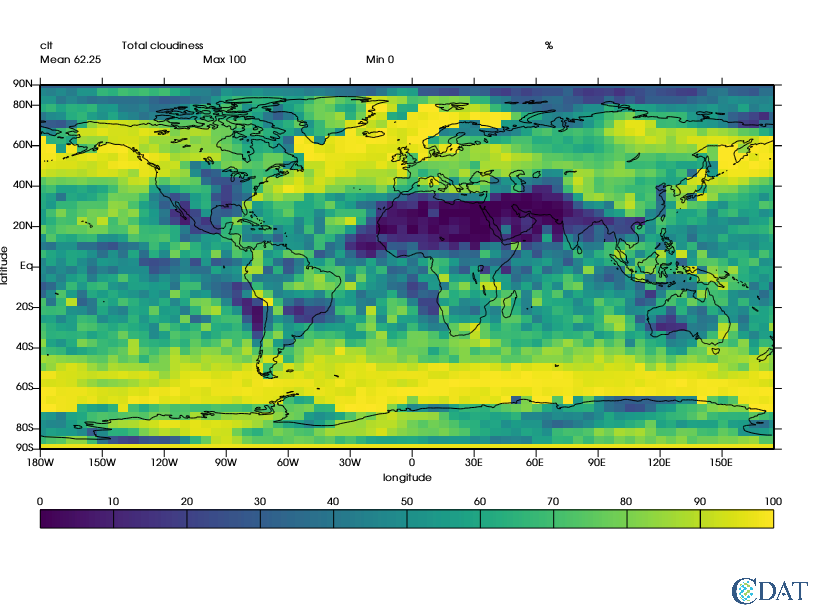 clt Total cloudiness %
Mean 62.25 Max 100 Min 0
90N
80N
60N
40N
20N
Eq
20S
40S
60S
80S
90S
latitude
180W 150W 120W 90W 60W 30W 0 30E 60E 90E 120E 150E
longitude
0 10 20 30 40 50 60 70 80 90 100
CDAT